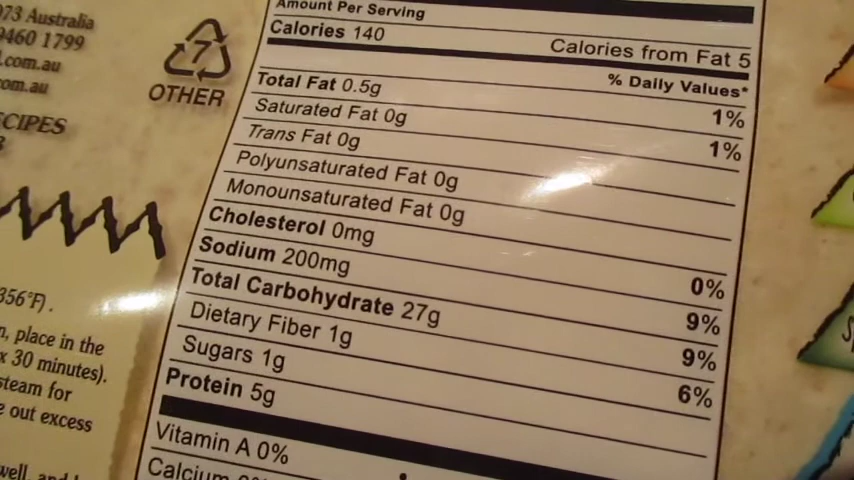 073 Australia
9460 1799
.com.au
om.au
CIPES
7
OTHER
356°F).
n, place in the
x 30 minutes).
steam for
e out excess
well, and
Amount Per Serving
Calories 140 Calories from Fat 5
% Daily Values*
Total Fat 0.5g 1%
Saturated Fat 0g 1%
Trans Fat 0g
Polyunsaturated Fat 0g
Monounsaturated Fat 0g
Cholesterol 0mg 0%
Sodium 200mg 9%
Total Carbohydrate 27g 9%
Dietary Fiber 1g 6%
Sugars 1g
Protein 5g
Vitamin A 0%
Calcium